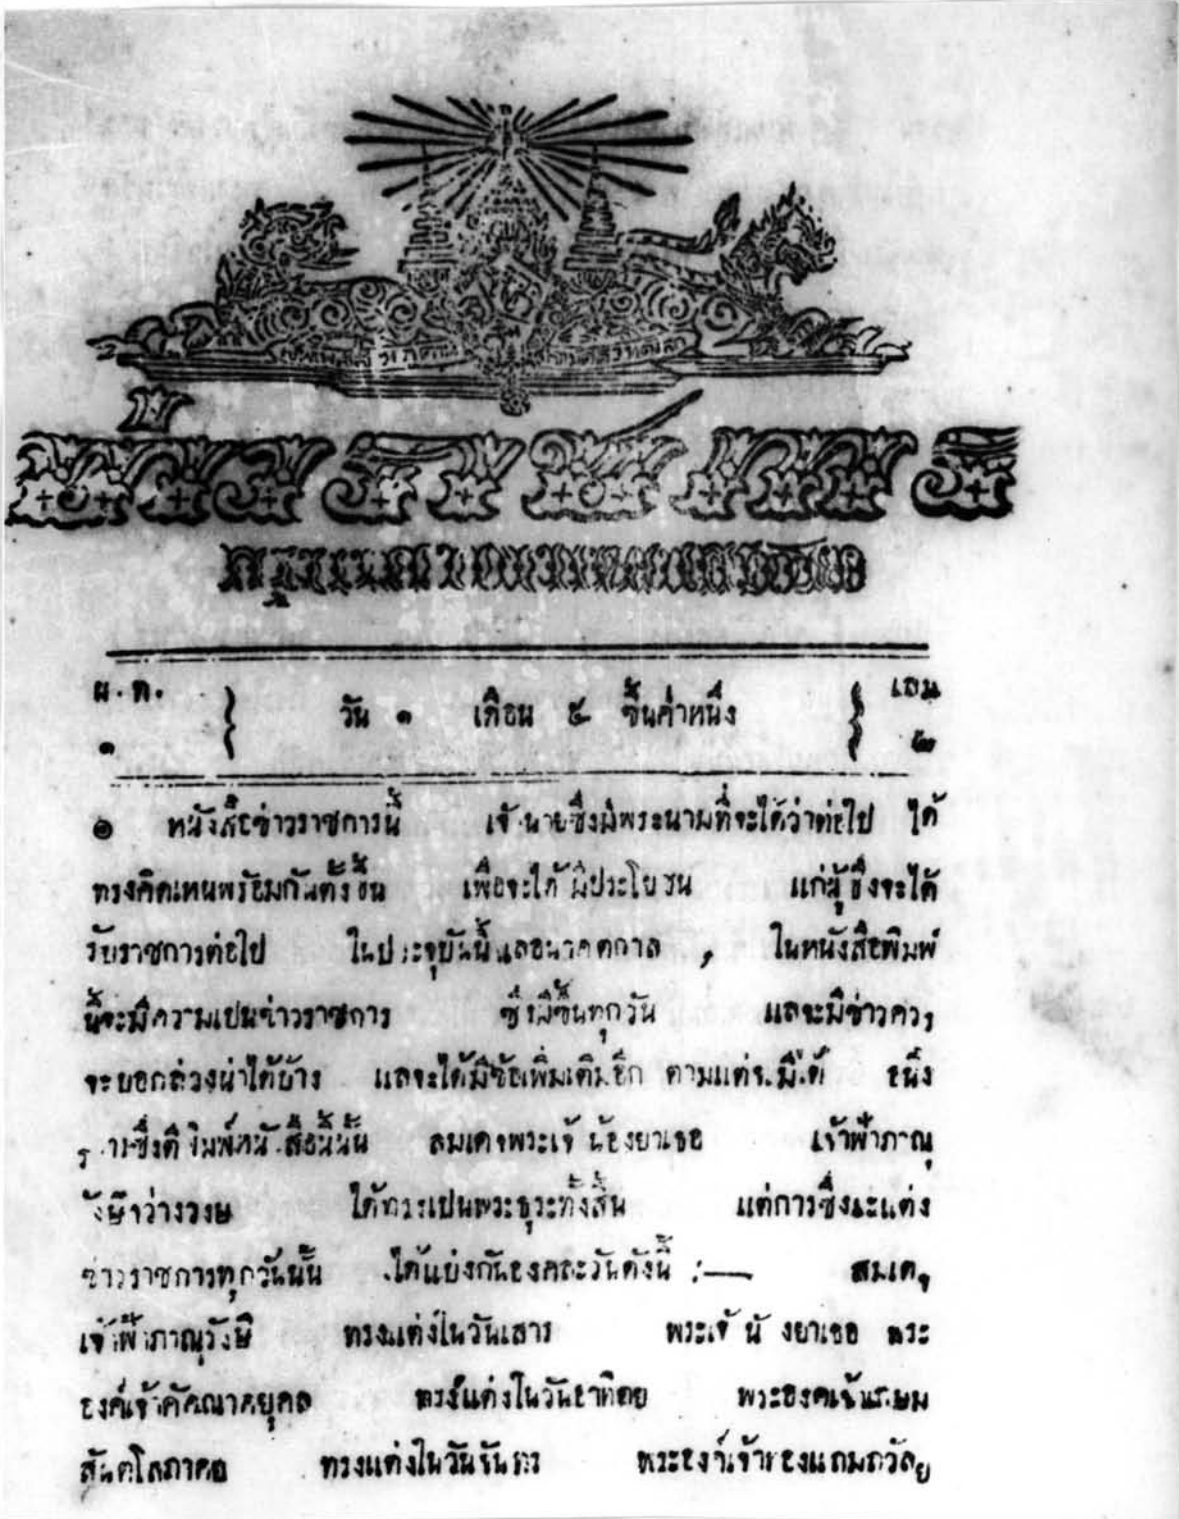 ผ. ค.
๑
วัน ๑ เดือน ๕ ขึ้นค่ำหนึ่ง
เลม
๒
๏ หนังสือข่าวราชการนี้ เจ้านายซึ่งมีพระนามที่จะได้ว่าต่อไป ได้
ทรงคิดเหนพร้อมกันตั้งขึ้น เพื่อจะได้มีประโยชน แก่ผู้ซึ่งจะได้
รับราชการต่อไป ในประจุบันนี้แลอนาคตกาล , ในหนังสือพิมพ์
นี้จะมีความเปนข่าวราชการ ซึ่งมีขึ้นทุกวัน แลจะมีข่าวควร
จะบอกล่วงน่าได้บ้าง แลจะได้มีข้อเพิ่มเติมอีก ตามแต่จะมีได้ อนึ่ง
การซึ่งตีพิมพ์หนังสือนี้นั้น สมเดจพระเจ้าน้องยาเธอ เจ้าฟ้าภาณุ
รังษีสว่างวงษ ได้ทรงเปนพระธุระทั้งสิ้น แต่การซึ่งจะแต่ง
ข่าวราชการทุกวันนั้น ได้แบ่งกันองคละวันดังนี้ :— สมเดจ
เจ้าฟ้าภาณุรังษี ทรงแต่งในวันเสาร พระเจ้าน้องยาเธอ พระ
องค์เจ้าคัคณางคยุคล ทรงแต่งในวันอาทิตย พระองคเจ้าเกษม
สันตโสภาคย ทรงแต่งในวันจันทร พระองค์เจ้าทองแถมถวัลย